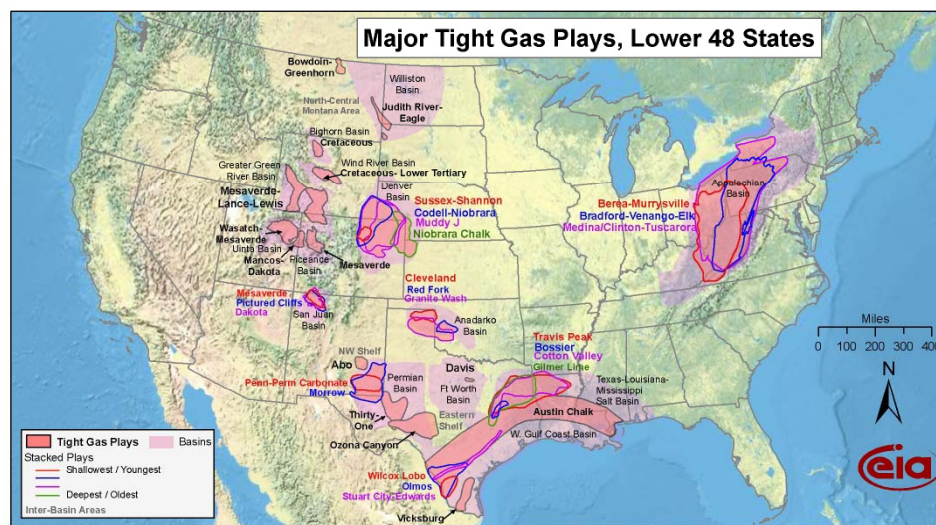 Major Tight Gas Plays, Lower 48 States
Bowdoin-
Greenhorn
Williston
Basin
North-Central
Montana Area
Judith River-
Eagle
Bighorn Basin
Cretaceous
Greater Green
River Basin
Wind River Basin
Cretaceous- Lower Tertiary
Mesaverde-
Lance-Lewis
Denver
Basin
Sussex-Shannon
Codell-Niobrara
Muddy J
Niobrara Chalk
Appalachian
Basin
Berea-Murrysville
Bradford-Venango-Elk
Medina/Clinton-Tuscarora
Wasatch-
Mesaverde
Uinta Basin
Mancos-
Dakota
Piceance
Basin
Mesaverde
Mesaverde
Pictured Cliffs
Dakota
San Juan
Basin
Cleveland
Red Fork
Granite Wash
Anadarko
Basin
Miles
0 100 200 300 400
N
Travis Peak
Bossier
Cotton Valley
Gilmer Lime
NW Shelf
Abo
Penn-Perm Carbonate
Morrow
Permian
Basin
Davis
Ft Worth
Basin
Texas-Louisiana-
Mississippi
Salt Basin
Thirty-
One
Eastern
Shelf
Austin Chalk
Ozona Canyon
W. Gulf Coast Basin
Wilcox Lobo
Olmos
Stuart City-Edwards
Vicksburg
Tight Gas Plays
Basins
Stacked Plays
Shallowest / Youngest
Deepest / Oldest
Inter-Basin Areas
eia